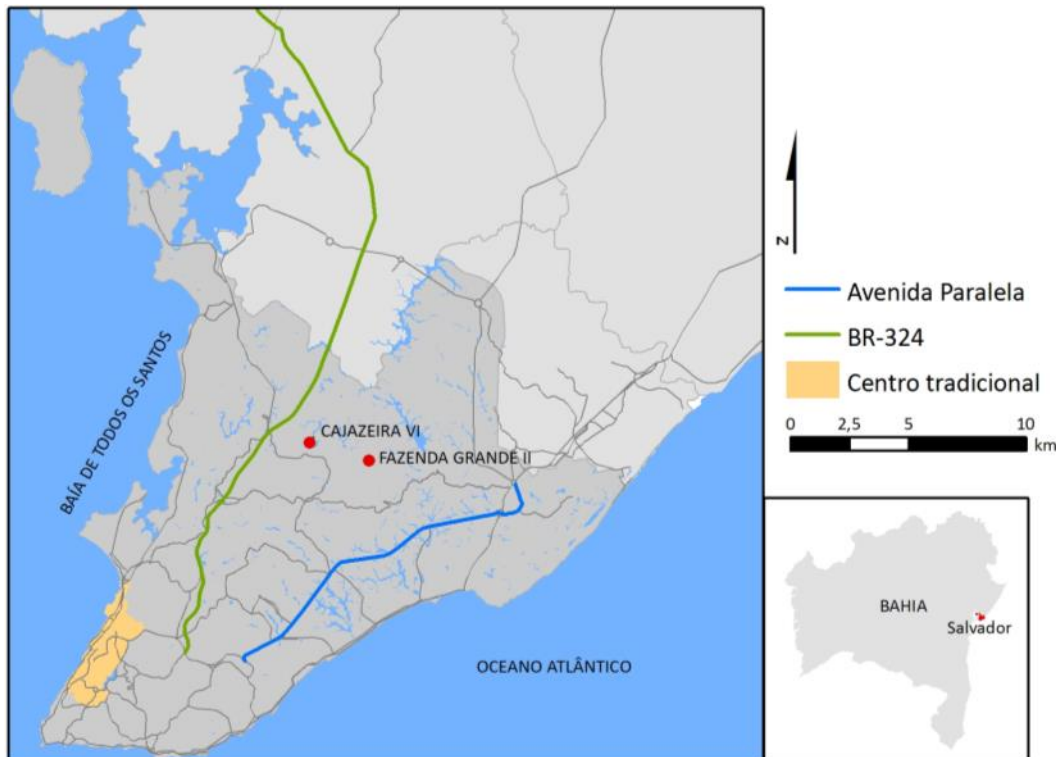 BAÍA DE TODOS OS SANTOS
CAJAZEIRA VI
FAZENDA GRANDE II
OCEANO ATLÂNTICO
N
Avenida Paralela
BR-324
Centro tradicional
0 2,5 5 10
km
BAHIA
Salvador